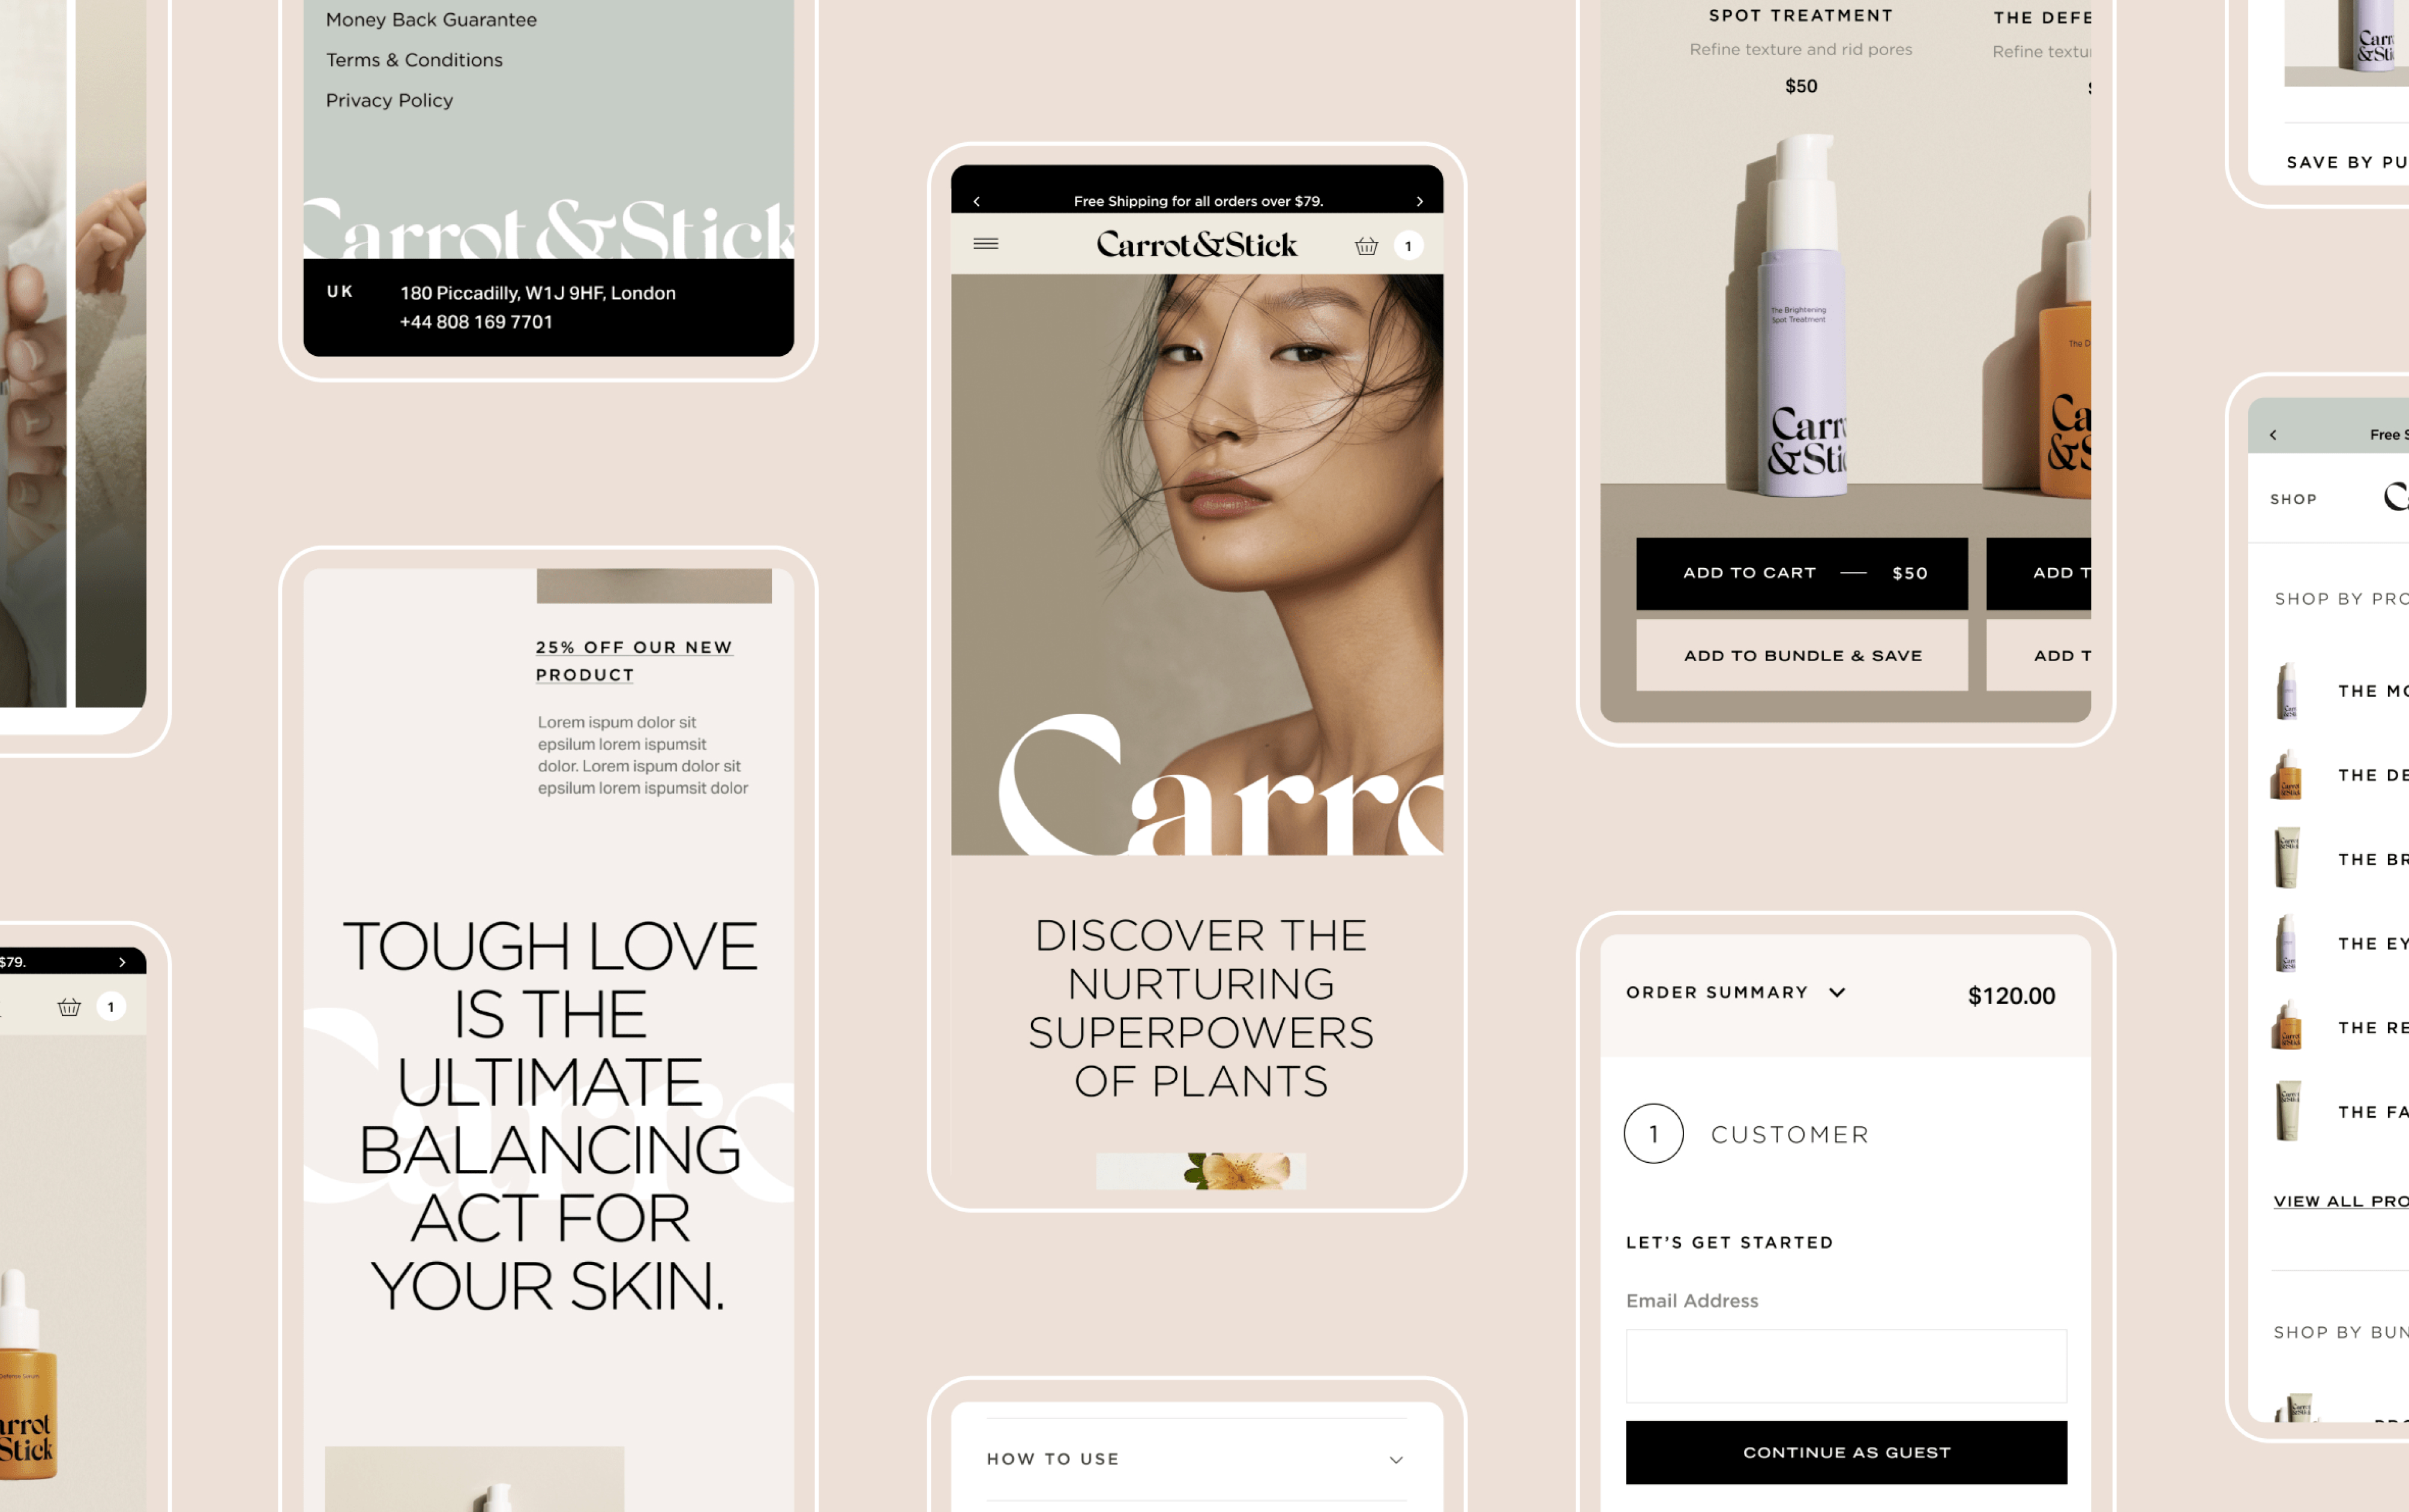 Money Back Guarantee
Terms & Conditions
Privacy Policy
Carrot&Stick
UK
180 Piccadilly, W1J 9HF, London
+44 808 169 7701
25% OFF OUR NEW
PRODUCT
Lorem ispum dolor sit
epsilum lorem ispumsit
dolor. Lorem ispum dolor sit
epsilum lorem ispumsit dolor
Carro
TOUGH LOVE
IS THE
ULTIMATE
BALANCING
ACT FOR
YOUR SKIN.
$79.
1
Defense Serum
arrot
Stick
Free Shipping for all orders over $79.
Carrot&Stick
1
Carro
DISCOVER THE
NURTURING
SUPERPOWERS
OF PLANTS
HOW TO USE
SPOT TREATMENT
Refine texture and rid pores
$50
THE DEFE
Refine textu
The Brightening
Spot Treatment
Carr
&Stic
The D
Ca
&S
ADD TO CART — $50
ADD T
ADD TO BUNDLE & SAVE
ADD T
ORDER SUMMARY
$120.00
1
CUSTOMER
LET'S GET STARTED
Email Address
CONTINUE AS GUEST
Carr
&Sti
SAVE BY PU
Free S
SHOP
Ca
SHOP BY PRO
THE MO
THE DE
THE BR
THE EY
THE RE
THE FA
VIEW ALL PRO
SHOP BY BUN